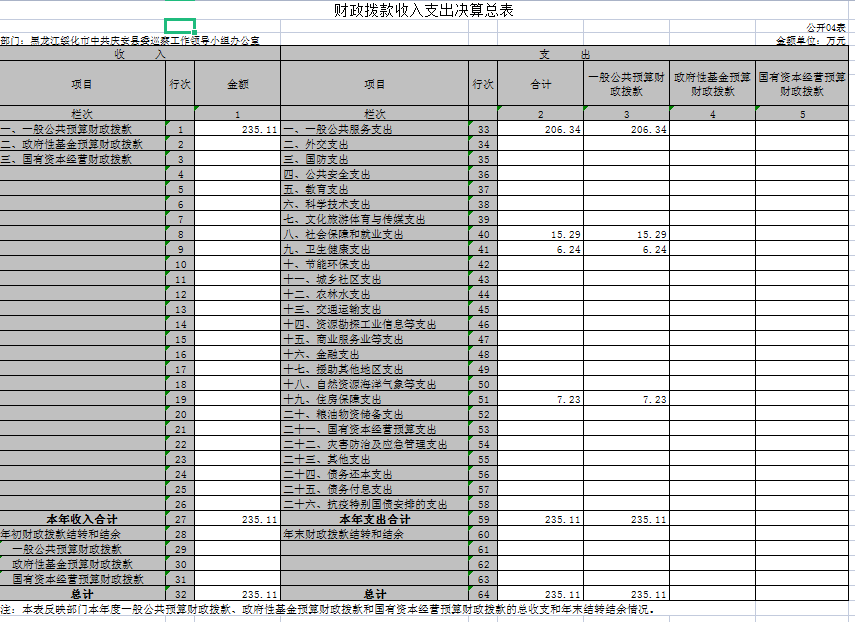 财政拨款收入支出决算总表
公开04表
部门：黑龙江绥化市中共庆安县委巡察工作领导小组办公室 金额单位：万元
收 入 支 出
项目 行次 金额 项目 行次 合计 一般公共预算财政拨款 政府性基金预算财政拨款 国有资本经营预算财政拨款
栏次 1 栏次 2 3 4 5
一、一般公共预算财政拨款 1 235.11 一、一般公共服务支出 33 206.34 206.34
二、政府性基金预算财政拨款 2 二、外交支出 34
三、国有资本经营财政拨款 3 三、国防支出 35
4 四、公共安全支出 36
5 五、教育支出 37
6 六、科学技术支出 38
7 七、文化旅游体育与传媒支出 39
8 八、社会保障和就业支出 40 15.29 15.29
9 九、卫生健康支出 41 6.24 6.24
10 十、节能环保支出 42
11 十一、城乡社区支出 43
12 十二、农林水支出 44
13 十三、交通运输支出 45
14 十四、资源勘探工业信息等支出 46
15 十五、商业服务业等支出 47
16 十六、金融支出 48
17 十七、援助其他地区支出 49
18 十八、自然资源海洋气象等支出 50
19 十九、住房保障支出 51 7.23 7.23
20 二十、粮油物资储备支出 52
21 二十一、国有资本经营预算支出 53
22 二十二、灾害防治及应急管理支出 54
23 二十三、其他支出 55
24 二十四、债务还本支出 56
25 二十五、债务付息支出 57
26 二十六、抗疫特别国债安排的支出 58
本年收入合计 27 235.11 本年支出合计 59 235.11 235.11
年初财政拨款结转和结余 28 年末财政拨款结转和结余 60
一般公共预算财政拨款 29 61
政府性基金预算财政拨款 30 62
国有资本经营预算财政拨款 31 63
总计 32 235.11 总计 64 235.11 235.11
注：本表反映部门本年度一般公共预算财政拨款、政府性基金预算财政拨款和国有资本经营预算财政拨款的总收支和年末结转结余情况。